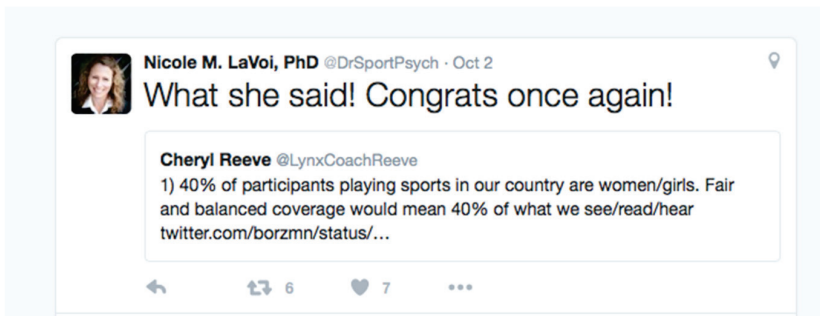 Nicole M. LaVoi, PhD @DrSportPsych · Oct 2
What she said! Congrats once again!
Cheryl Reeve @LynxCoachReeve
1) 40% of participants playing sports in our country are women/girls. Fair
and balanced coverage would mean 40% of what we see/read/hear
twitter.com/borzmn/status/...
6 7